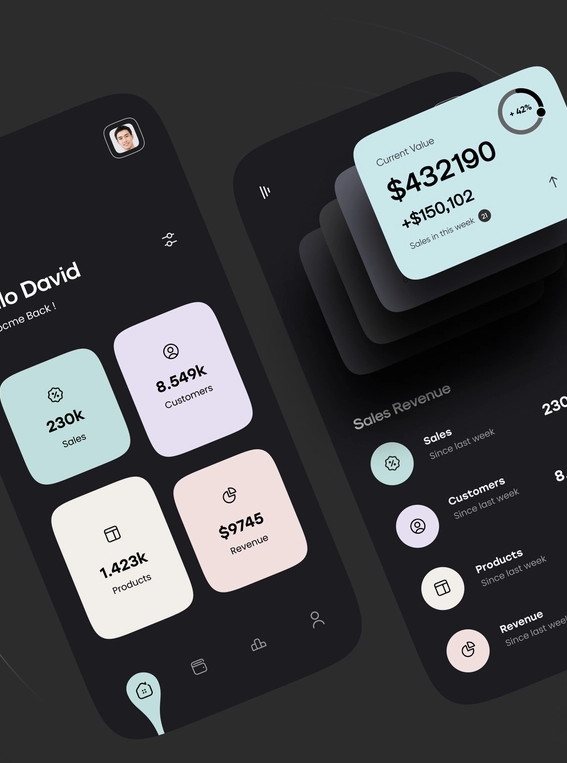 lo David
ocme Back !
230k
Sales
8.549k
Customers
1.423k
Products
$9745
Revenue
+ 42%
Current Value
$432190
+$150,102
Sales in this week 21
Sales Revenue
Sales
Since last week
230
Customers
Since last week
8.
Products
Since last week
Revenue
Since last week